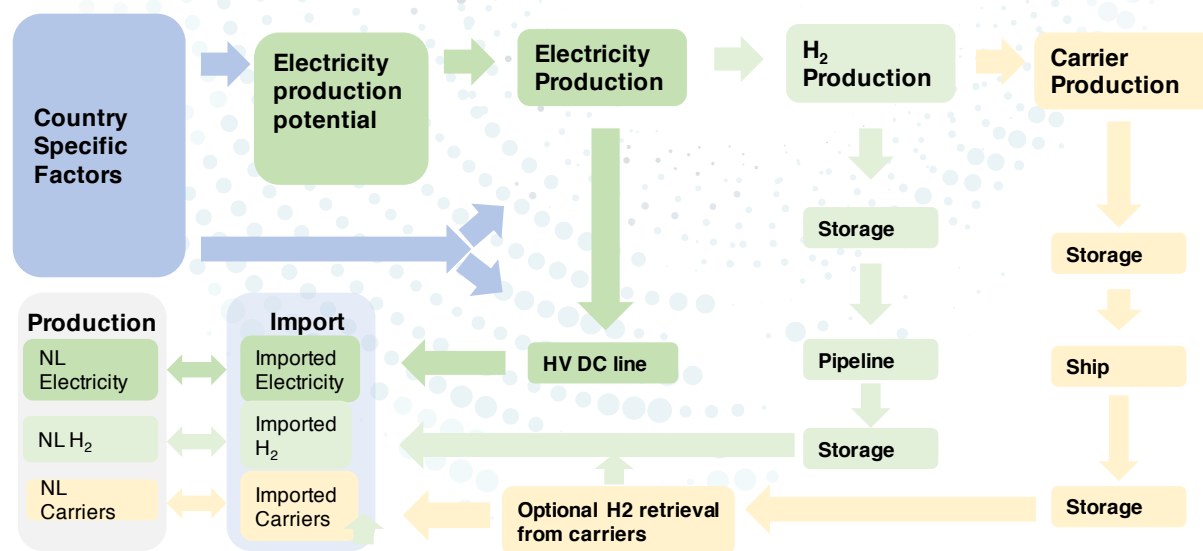 Country
Specific
Factors
Electricity
production
potential
Electricity
Production
H₂
Production
Carrier
Production
Storage
Storage
Production
Import
NL
Electricity
Imported
Electricity
HV DC line
Pipeline
Ship
NL H₂
Imported
H₂
Storage
NL
Carriers
Imported
Carriers
Optional H2 retrieval
from carriers
Storage